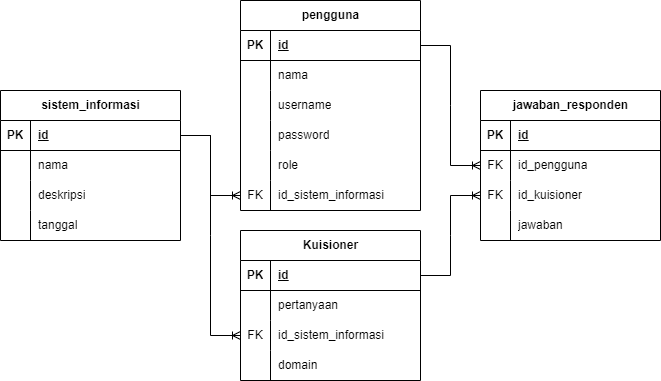 pengguna
PK id
nama
username
password
role
FK id_sistem_informasi
sistem_informasi
PK id
nama
deskripsi
tanggal
Kuisioner
PK id
pertanyaan
FK id_sistem_informasi
domain
jawaban_responden
PK id
FK id_pengguna
FK id_kuisioner
jawaban